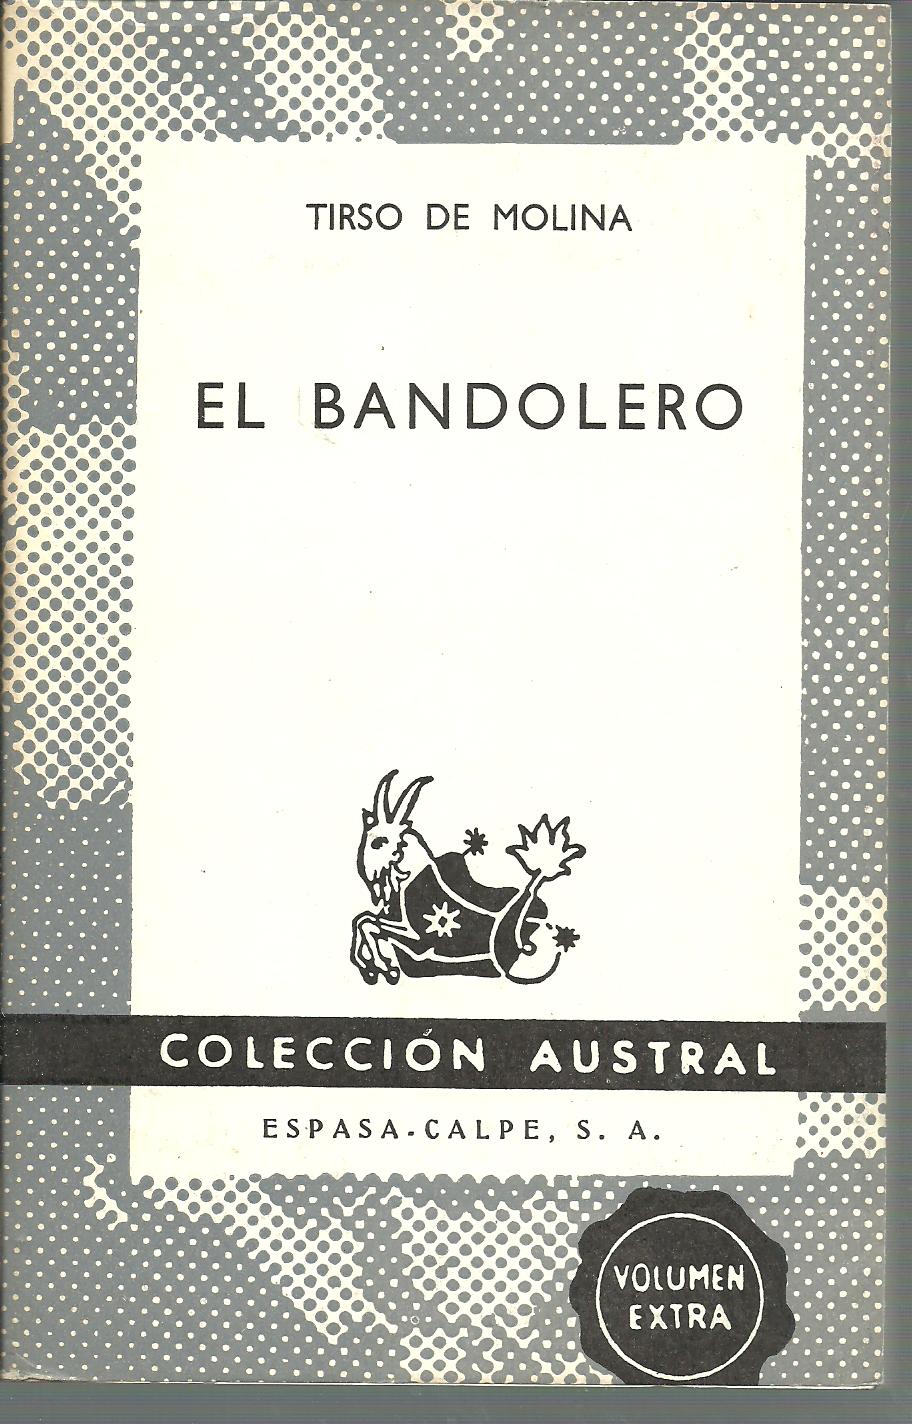 TIRSO DE MOLINA
EL BANDOLERO
COLECCIÓN AUSTRAL
ESPASA-CALPE, S. A.
VOLUMEN
EXTRA